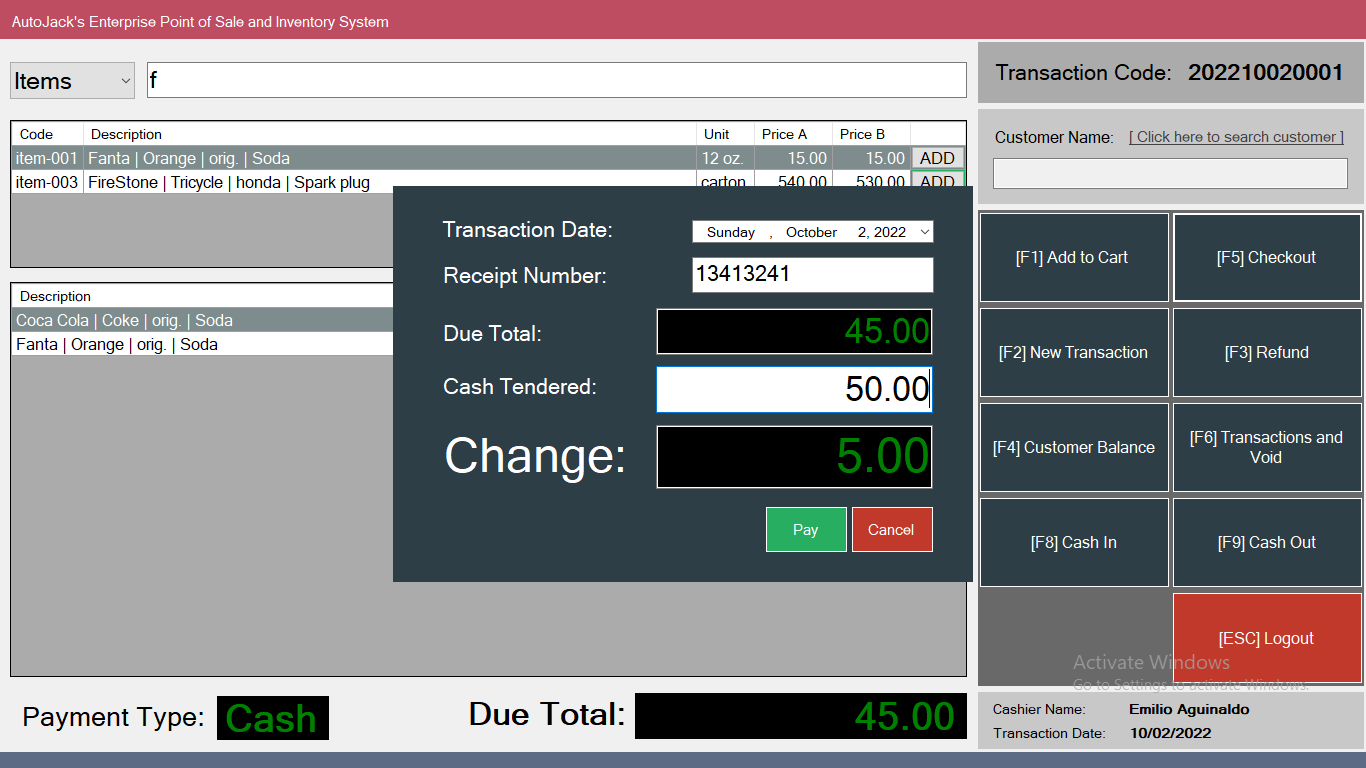 AutoJack's Enterprise Point of Sale and Inventory System
Items
f
Transaction Code: 202210020001
Customer Name: [ Click here to search customer ]
Code Description Unit Price A Price B
item-001 Fanta | Orange | orig. | Soda 12 oz. 15.00 15.00 ADD
item-003 FireStone | Tricycle | honda | Spark plug carton 540.00 530.00 ADD
Description
Coca Cola | Coke | orig. | Soda
Fanta | Orange | orig. | Soda
Transaction Date: Sunday , October 2, 2022
Receipt Number: 13413241
Due Total: 45.00
Cash Tendered: 50.00
Change: 5.00
Pay Cancel
[F1] Add to Cart [F5] Checkout
[F2] New Transaction [F3] Refund
[F4] Customer Balance [F6] Transactions and
Void
[F8] Cash In [F9] Cash Out
[ESC] Logout
Activate Windows
Go to Settings to activate Windows.
Payment Type: Cash Due Total: 45.00
Cashier Name: Emilio Aguinaldo
Transaction Date: 10/02/2022